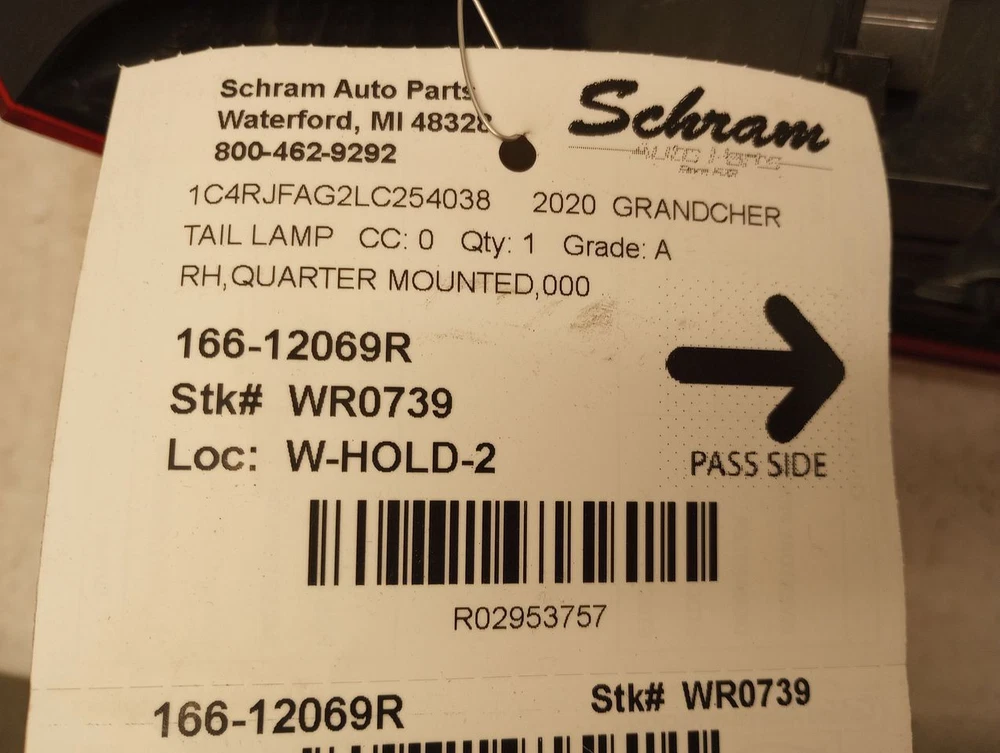 Schram Auto Parts
Waterford, MI 48328
800-462-9292
Schram
Auto Parts
1C4RJFAG2LC254038 2020 GRANDCHER
TAIL LAMP CC: 0 Qty: 1 Grade: A
RH,QUARTER MOUNTED,000
166-12069R
Stk# WR0739
Loc: W-HOLD-2
PASS SIDE
R02953757
166-12069R Stk# WR0739